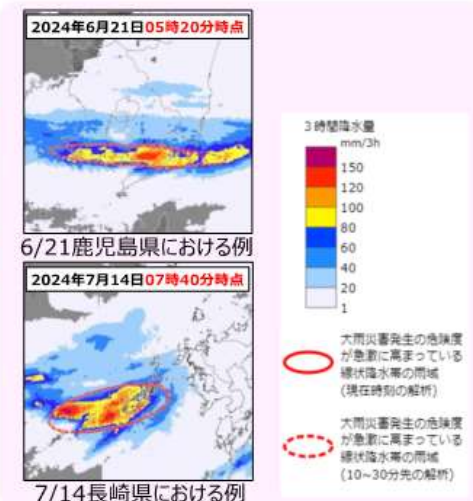 2024年6月21日05時20分時点
6/21鹿児島県における例
2024年7月14日07時40分時点
7/14長崎県における例
3時間降水量
mm/3h
150
120
100
80
60
40
20
1
大雨災害発生の危険度
が急激に高まっている
線状降水帯の雨域
(現在時刻の解析)
大雨災害発生の危険度
が急激に高まっている
線状降水帯の雨域
(10~30分先の解析)